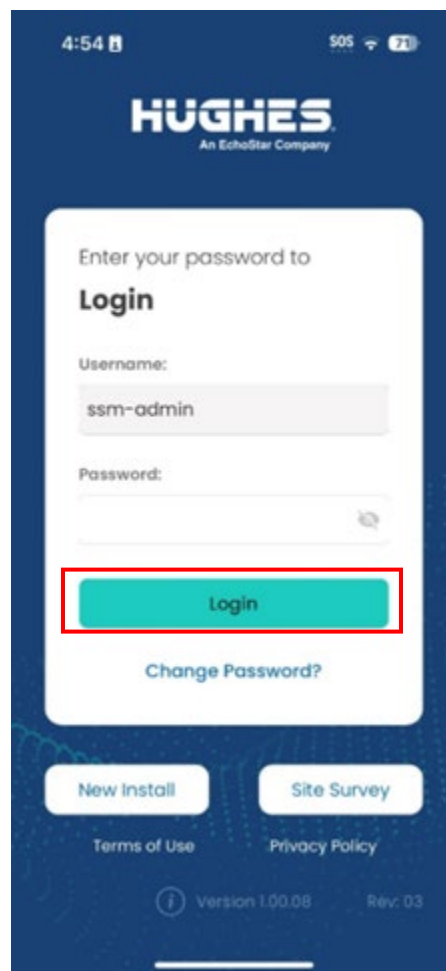 4:54 SOS 71
HUGHES.
An EchoStar Company
Enter your password to
Login
Username:
ssm-admin
Password:
Login
Change Password?
New Install Site Survey
Terms of Use Privacy Policy
i Version 1.00.08 Rev: 03